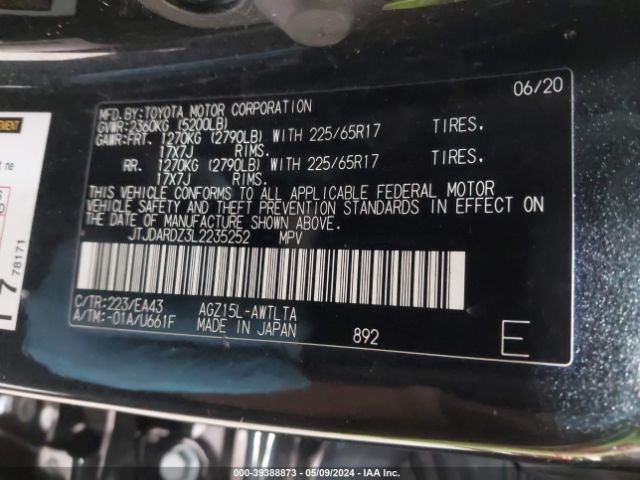 06/20
MFD.BY:TOYOTA MOTOR CORPORATION
GVWR:2360KG (5200LB)
GAWR:FRT. 1270KG (2790LB) WITH 225/65R17 TIRES,
17X7J RIMS.
RR. 1270KG (2790LB) WITH 225/65R17 TIRES,
17X7J RIMS.
THIS VEHICLE CONFORMS TO ALL APPLICABLE FEDERAL MOTOR
VEHICLE SAFETY AND THEFT PREVENTION STANDARDS IN EFFECT ON
THE DATE OF MANUFACTURE SHOWN ABOVE.
JTJDARDZ3L2235252 MPV
C/TR:223/EA43 AGZ15L-AWTLTA
A/TM:-01A/U661F MADE IN JAPAN 892 E
78171
000-39388873 - 05/09/2024 - IAA Inc.